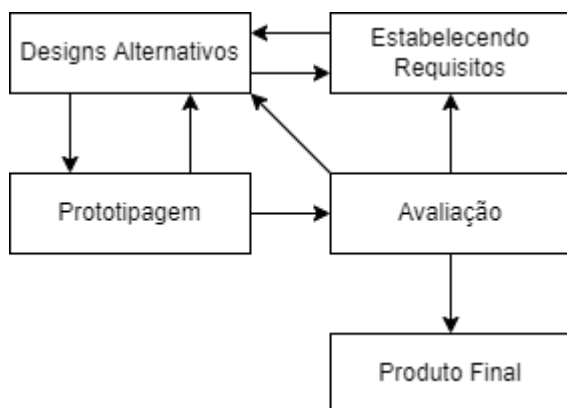 Designs Alternativos
Estabelecendo
Requisitos
Prototipagem
Avaliação
Produto Final